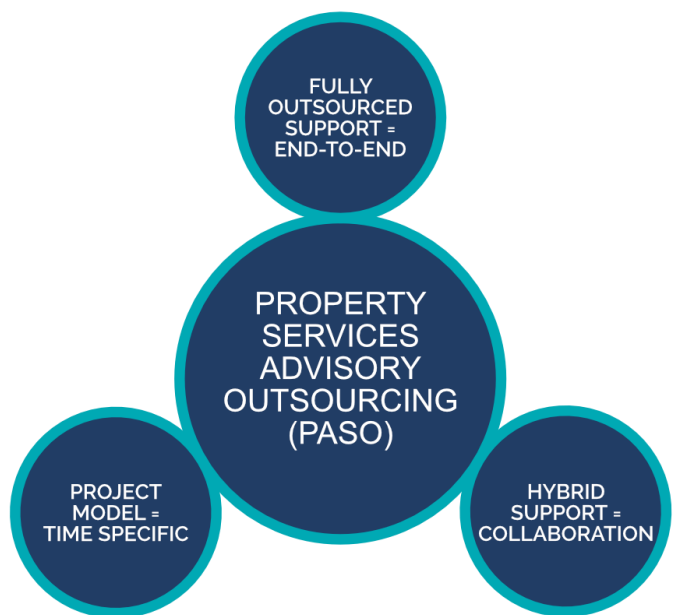 FULLY
OUTSOURCED
SUPPORT =
END-TO-END
PROPERTY
SERVICES
ADVISORY
OUTSOURCING
(PASO)
PROJECT
MODEL =
TIME SPECIFIC
HYBRID
SUPPORT =
COLLABORATION